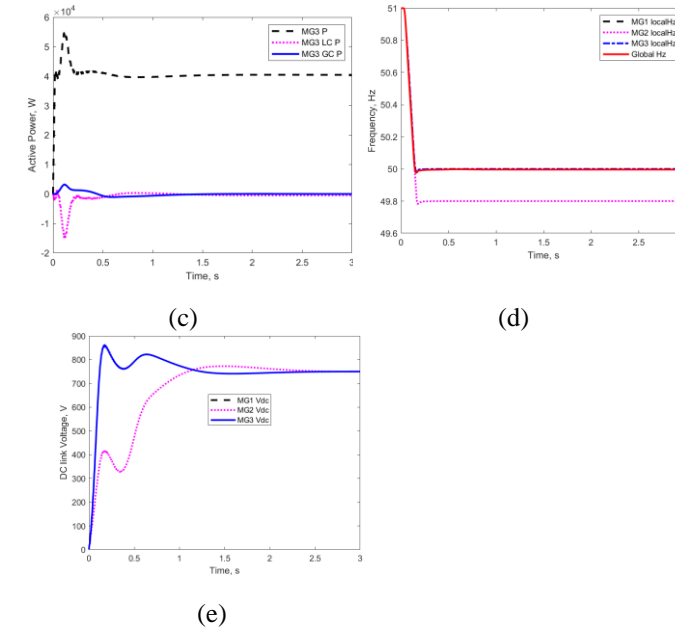 × 10⁴
6
5
4
3
2
1
0
-1
-2
Active Power, W
MG3 P
MG3 LC P
MG3 GC P
0 0.5 1 1.5 2 2.5 3
Time, s
(c)
51
50.8
50.6
50.4
50.2
50
49.8
49.6
Frequency, Hz
MG1 localHz
MG2 localHz
MG3 localHz
Global Hz
0 0.5 1 1.5 2 2.5
Time, s
(d)
900
800
700
600
500
400
300
200
100
0
DC link Voltage, V
MG1 Vdc
MG2 Vdc
MG3 Vdc
0 0.5 1 1.5 2 2.5 3
Time, s
(e)